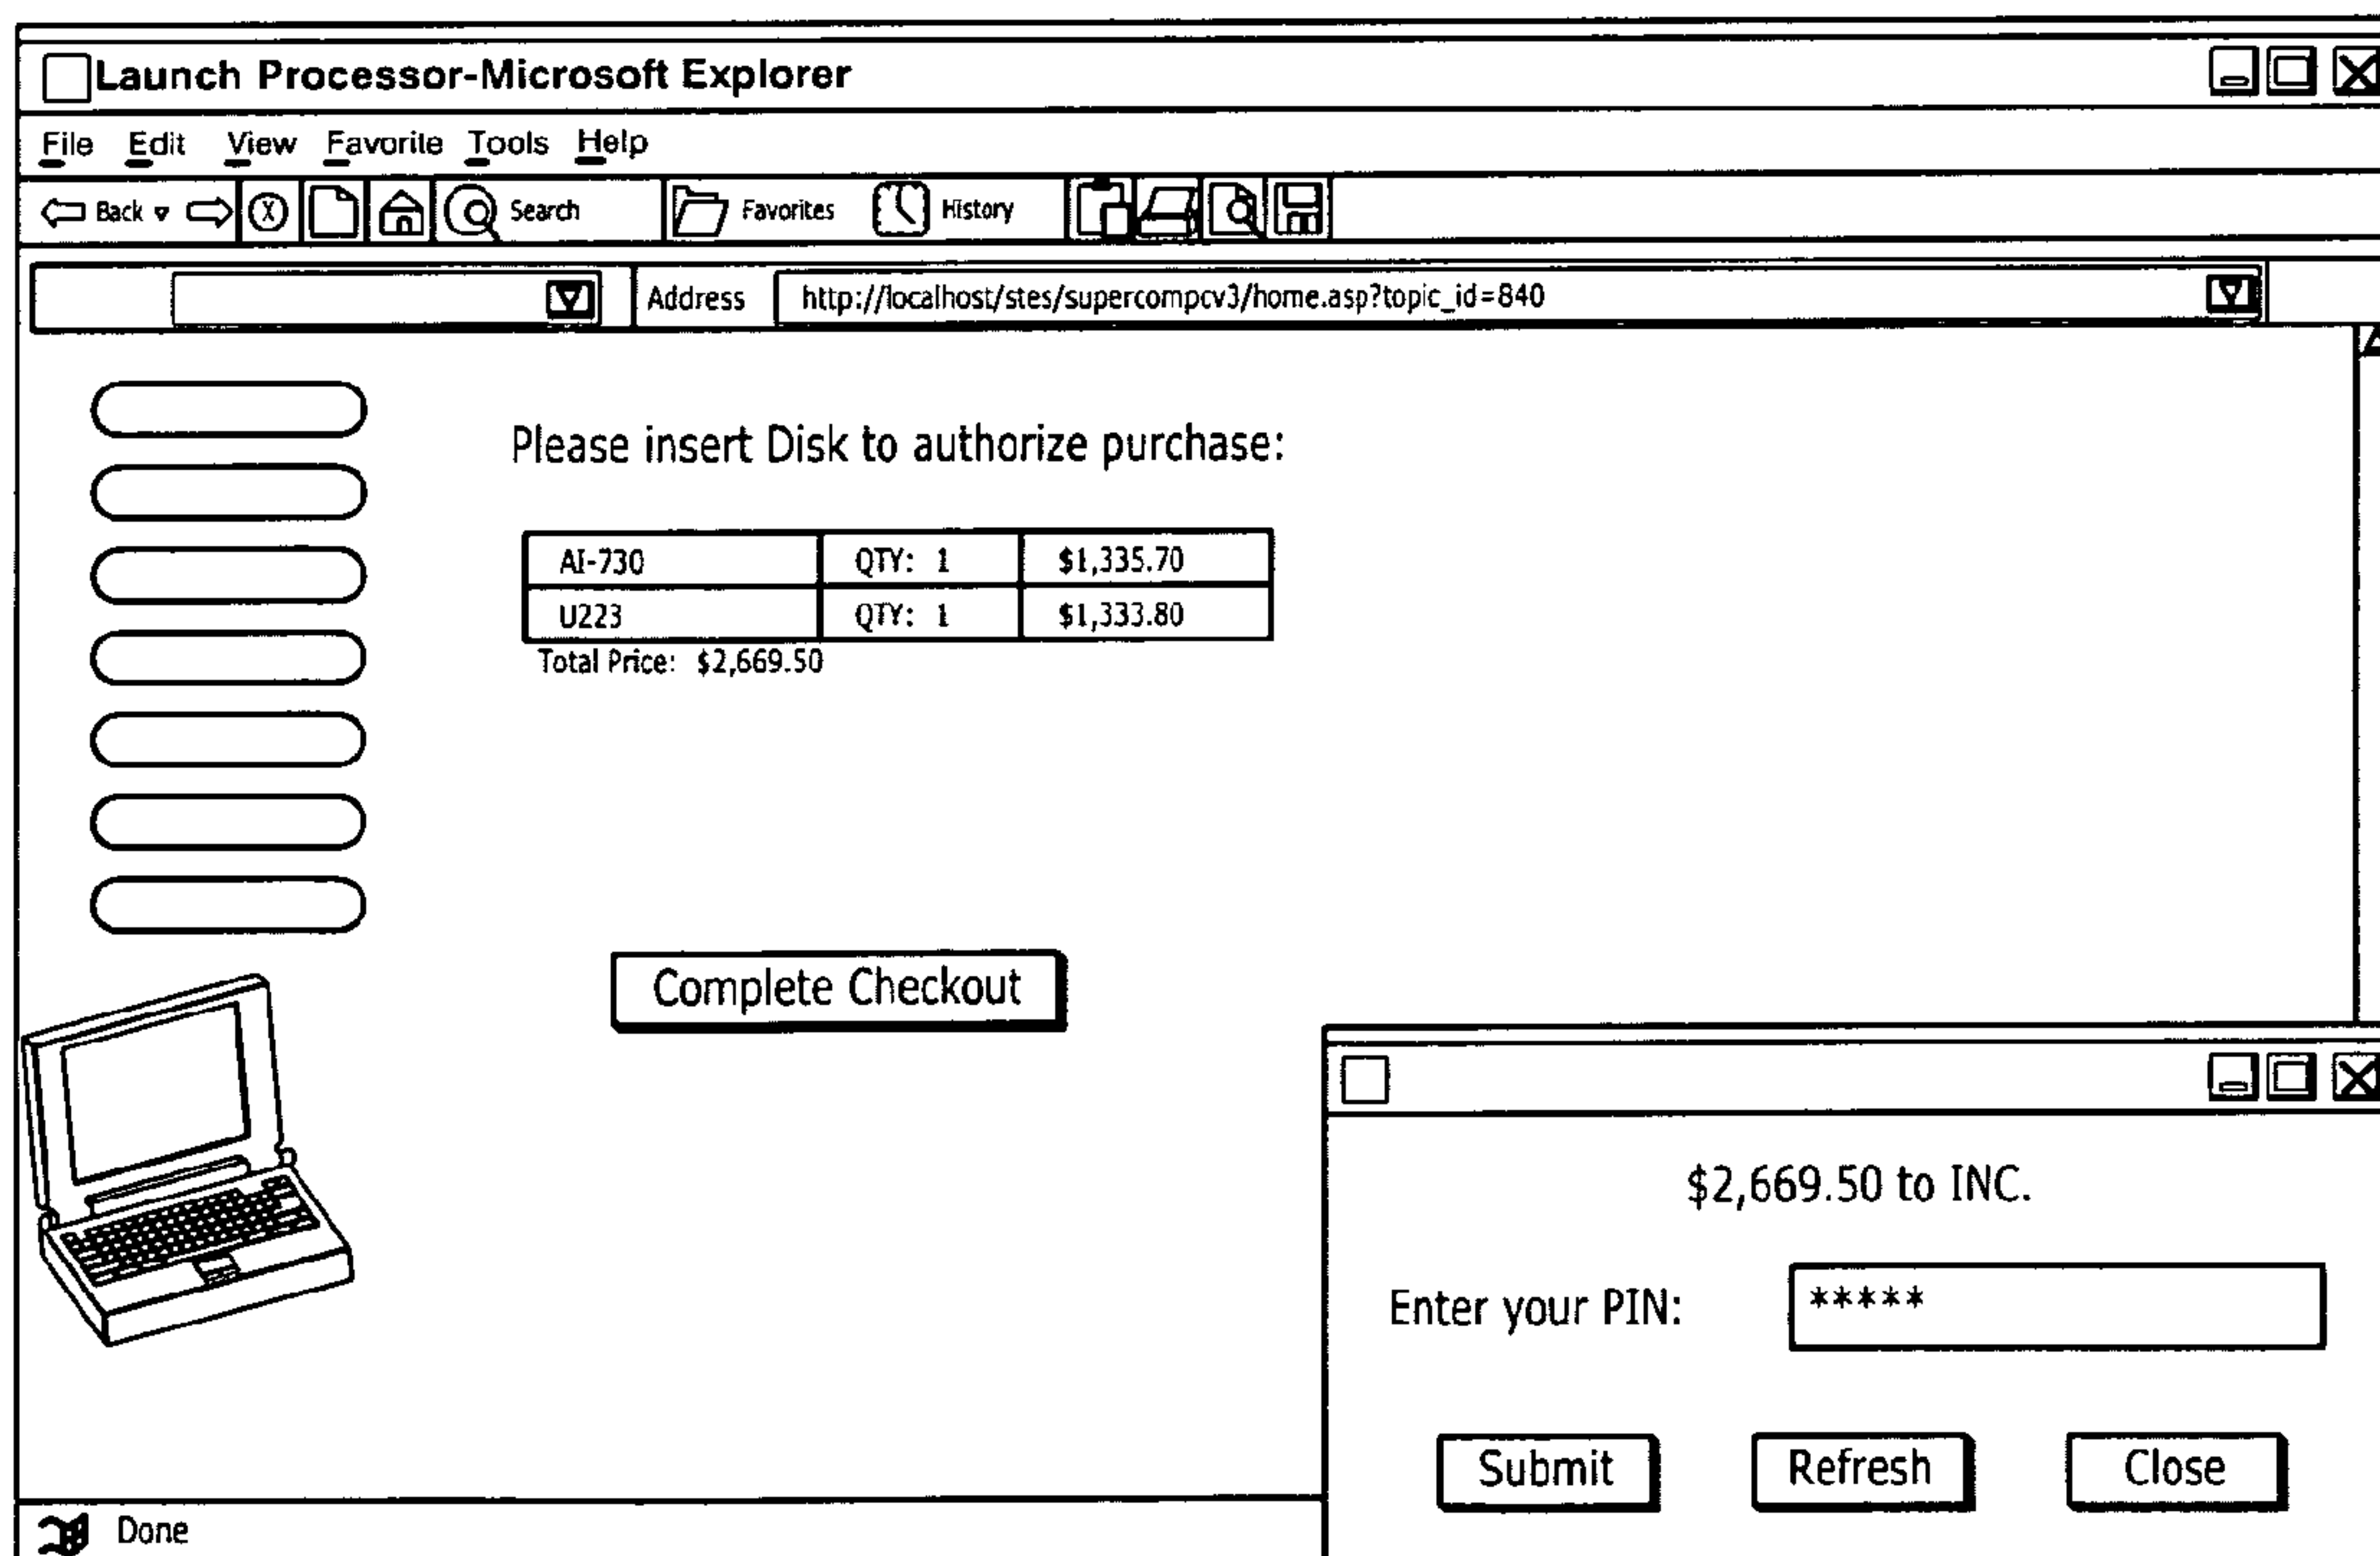 Launch Processor-Microsoft Explorer
File Edit View Favorite Tools Help
Back Search Favorites History
Address http://localhost/stes/supercompcv3/home.asp?topic_id=840
Please insert Disk to authorize purchase:
AI-730 QTY: 1 $1,335.70
U223 QTY: 1 $1,333.80
Total Price: $2,669.50
Complete Checkout
$2,669.50 to INC.
Enter your PIN: *****
Submit Refresh Close
Done